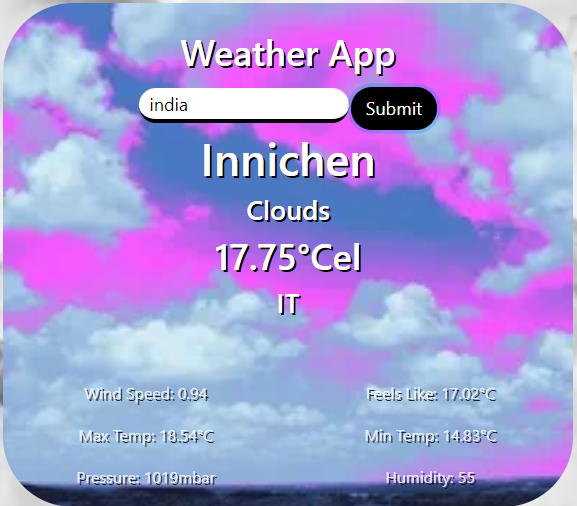 Weather App
india Submit
Innichen
Clouds
17.75°Cel
IT
Wind Speed: 0.94 Feels Like: 17.02°C
Max Temp: 18.54°C Min Temp: 14.83°C
Pressure: 1019mbar Humidity: 55